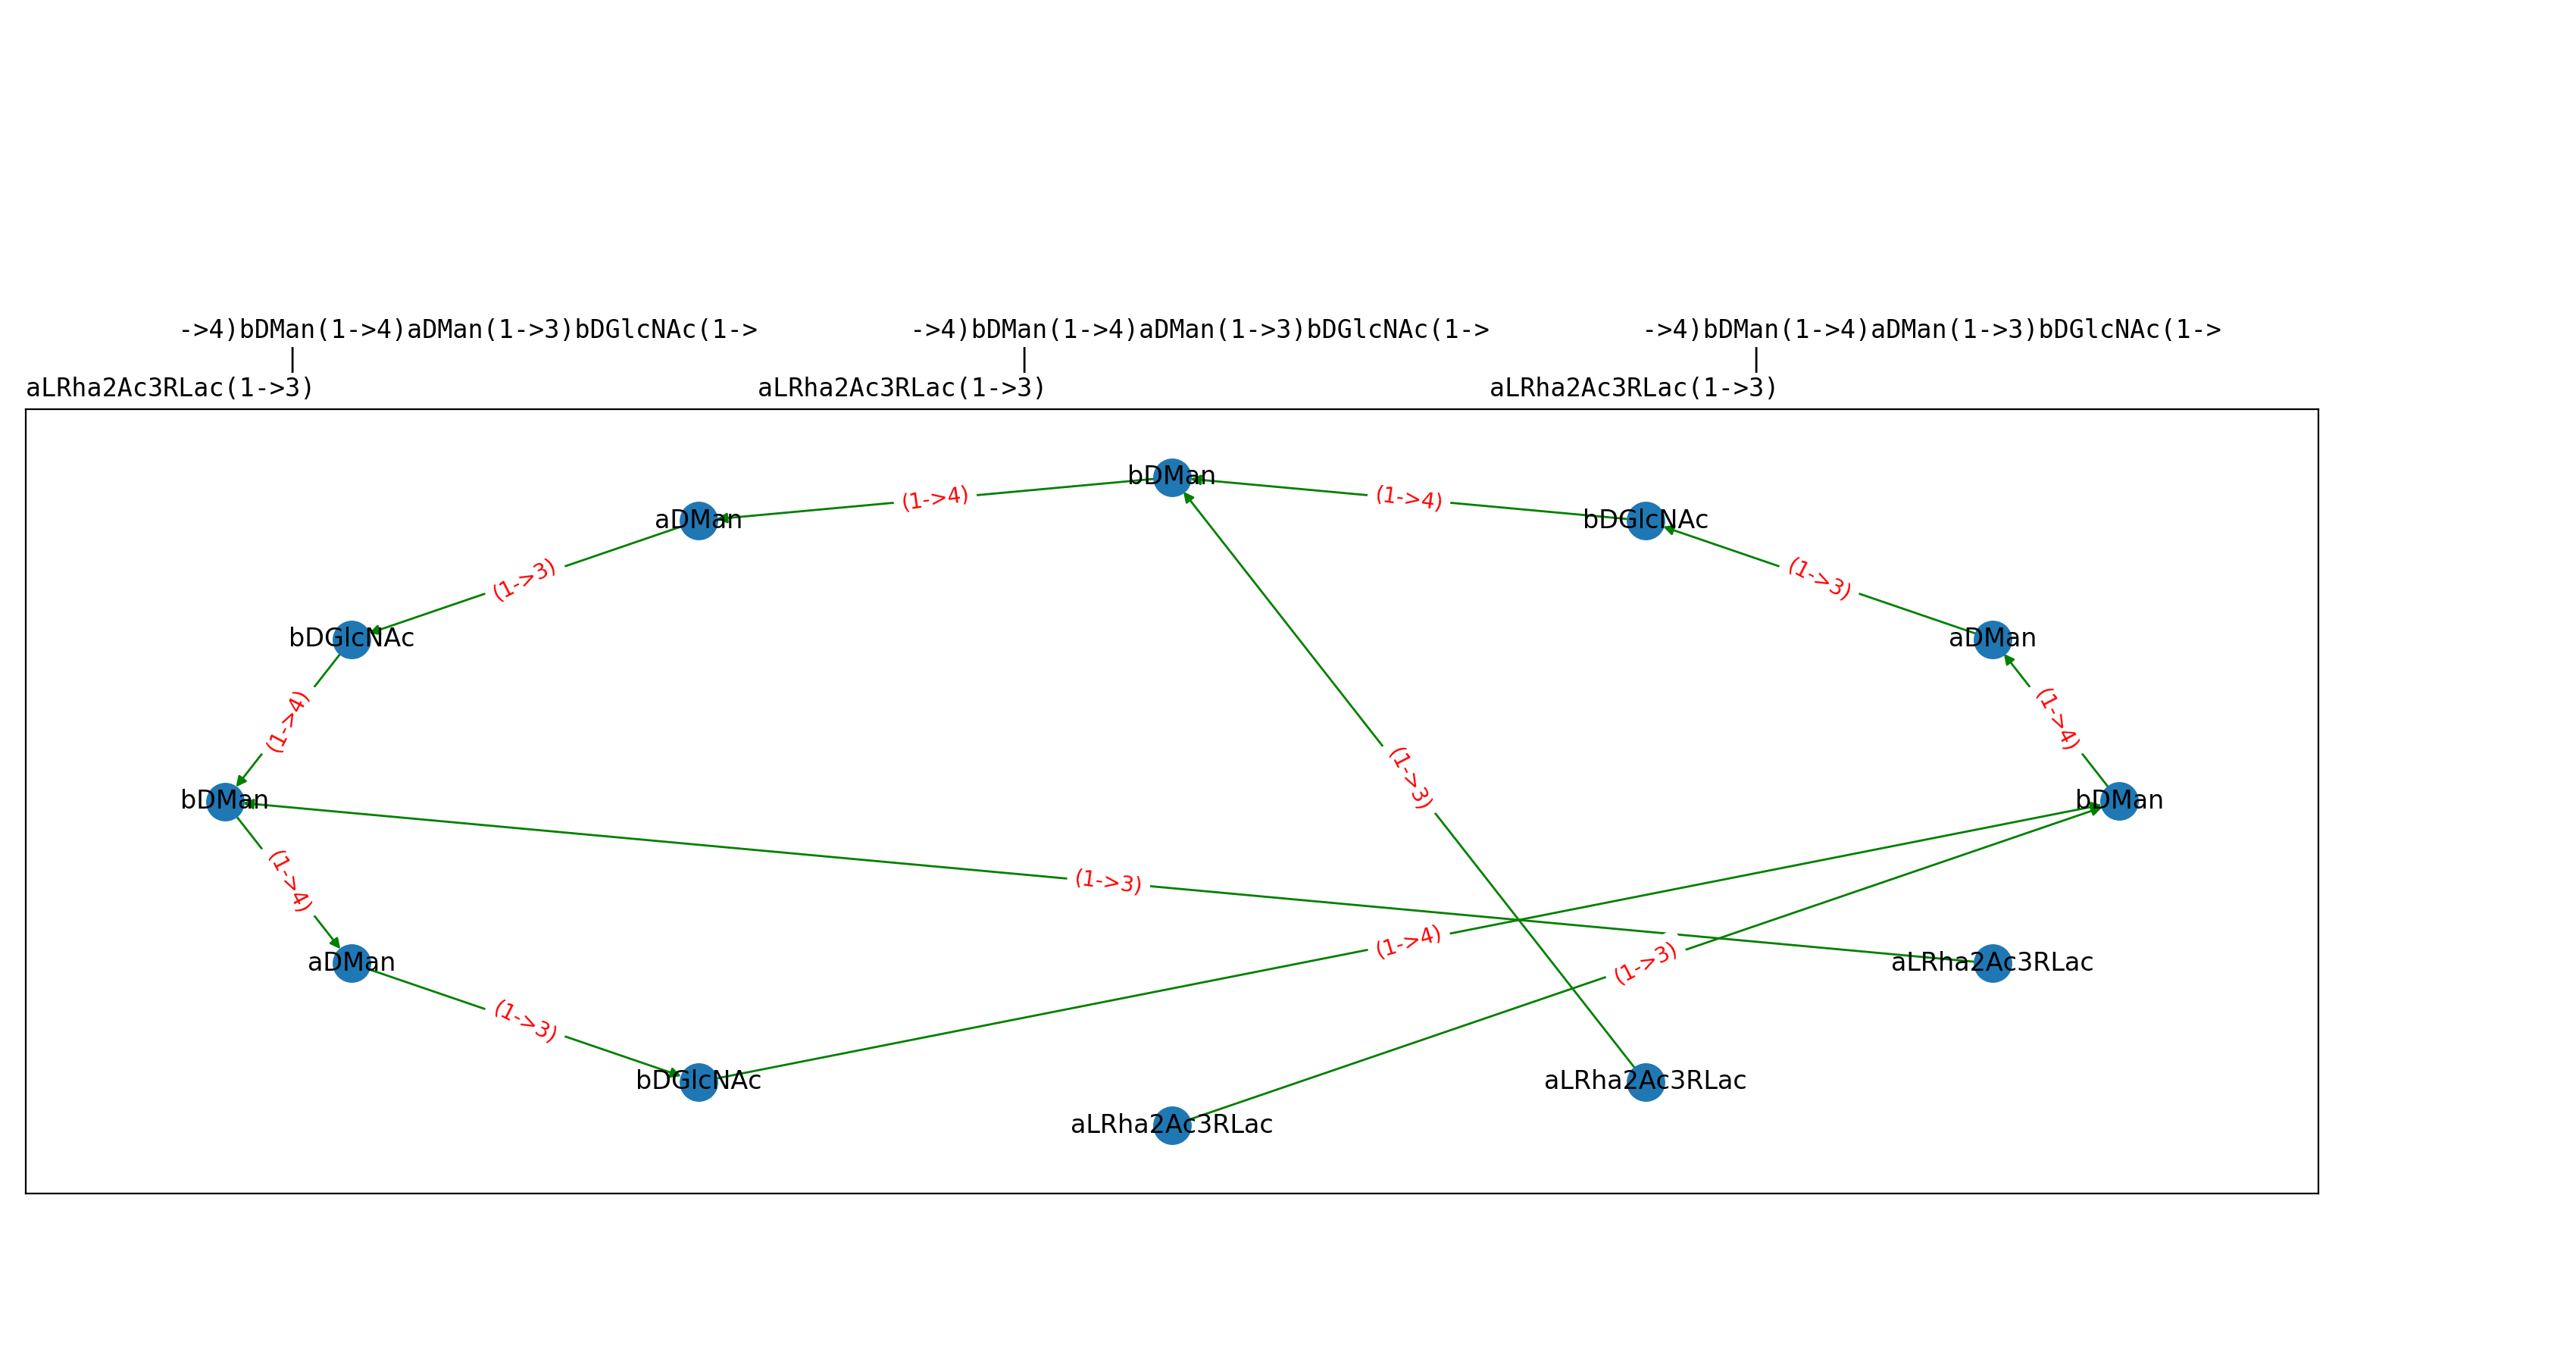 ->4)bDMan(1->4)aDMan(1->3)bDGlcNAc(1-> ->4)bDMan(1->4)aDMan(1->3)bDGlcNAc(1-> ->4)bDMan(1->4)aDMan(1->3)bDGlcNAc(1->
| | |
aLRha2Ac3RLac(1->3) aLRha2Ac3RLac(1->3) aLRha2Ac3RLac(1->3)
bDMan
(1->4) (1->4)
aDMan bDGlcNAc
(1->3) (1->3)
bDGlcNAc aDMan
(1->4) (1->4)
(1->3)
bDMan bDMan
(1->4) (1->3)
(1->4)
aDMan (1->3) aLRha2Ac3RLac
(1->3)
bDGlcNAc aLRha2Ac3RLac
aLRha2Ac3RLac